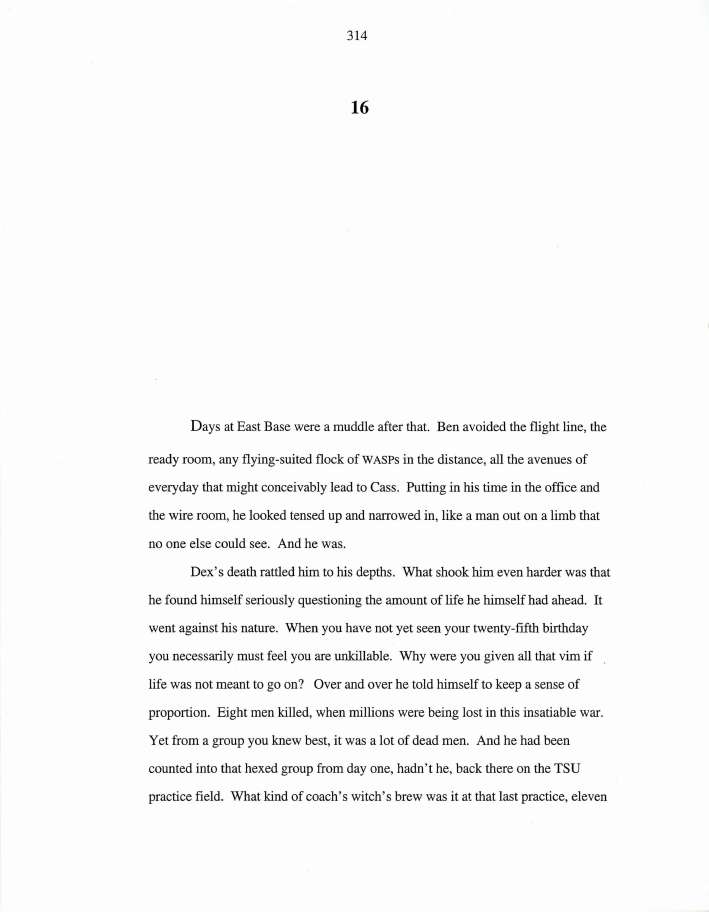 314
16
Days at East Base were a muddle after that. Ben avoided the flight line, the
ready room, any flying-suited flock of WASPs in the distance, all the avenues of
everyday that might conceivably lead to Cass. Putting in his time in the office and
the wire room, he looked tensed up and narrowed in, like a man out on a limb that
no one else could see. And he was.
Dex's death rattled him to his depths. What shook him even harder was that
he found himself seriously questioning the amount of life he himself had ahead. It
went against his nature. When you have not yet seen your twenty-fifth birthday
you necessarily must feel you are unkillable. Why were you given all that vim if
life was not meant to go on? Over and over he told himself to keep a sense of
proportion. Eight men killed, when millions were being lost in this insatiable war.
Yet from a group you knew best, it was a lot of dead men. And he had been
counted into that hexed group from day one, hadn't he, back there on the TSU
practice field. What kind of coach's witch's brew was it at that last practice, eleven